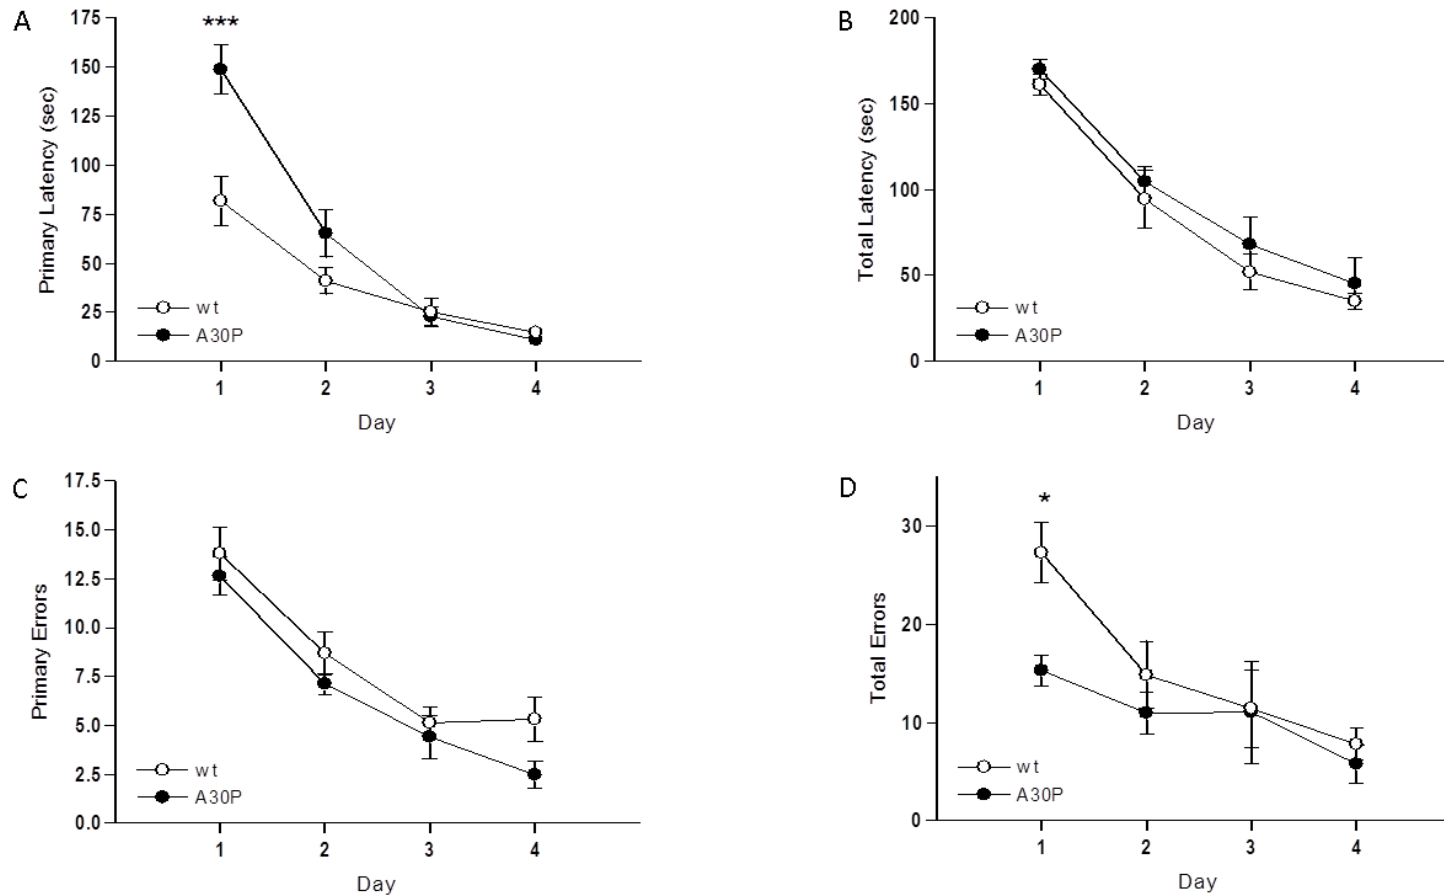 A
***
Primary Latency (sec)
175
150
125
100
75
50
25
0
wt
A30P
1 2 3 4
Day
B
Total Latency (sec)
200
150
100
50
0
wt
A30P
1 2 3 4
Day
C
Primary Errors
17.5
15.0
12.5
10.0
7.5
5.0
2.5
0.0
wt
A30P
1 2 3 4
Day
D
*
Total Errors
30
20
10
0
wt
A30P
1 2 3 4
Day